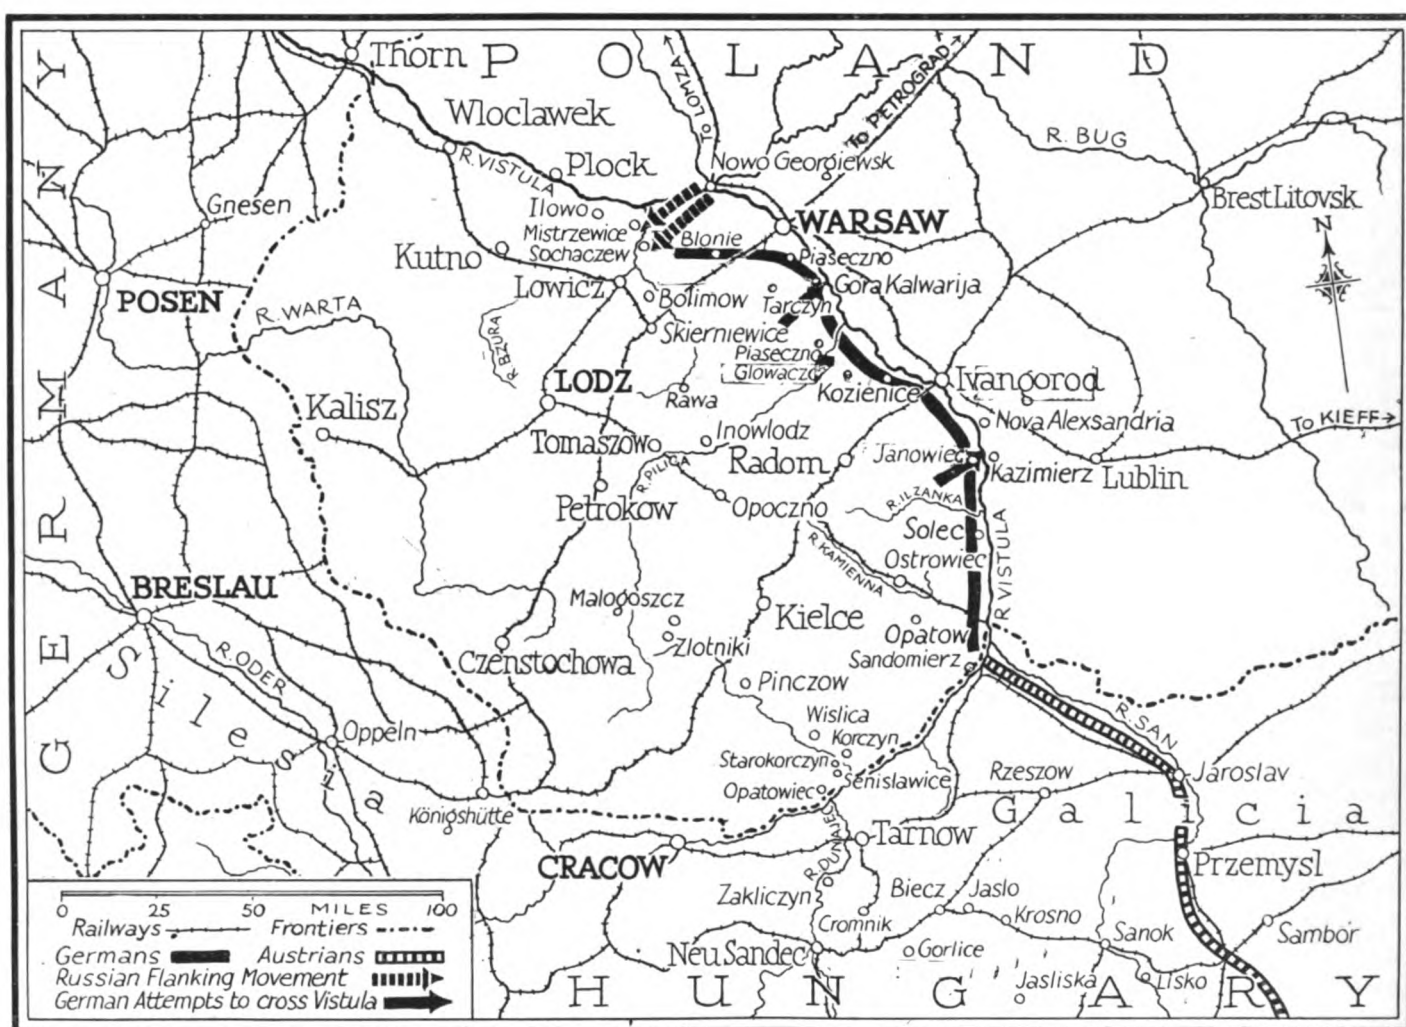 GERMANY
POLAND
Thorn
TO LOMZA
TO PETROGRAD
Wloclawek
R. VISTULA
Plock
Nowo Georgiewsk
R. BUG
Brest Litovsk
N
Gnesen
Ilowo
Mistrzewice
Sochaczew
WARSAW
Blonie
Piaseczno
Kutno
Lowicz
Gora Kalwarija
POSEN
R. WARTA
Bolimow
Tarczyn
Skierniewice
R. BZURA
Piaseczno
Glowaczo
LODZ
Rawa
Kozienice
Ivangorod
Kalisz
Nova Alexsandria
TO KIEFF
Inowlodz
Tomaszow
Radom
Janowiec
Kazimierz
Lublin
R. PILICA
Petrokow
Opoczno
R. ILZANKA
Solec
R. KAMIENNA
Ostrowiec
R VISTULA
BRESLAU
Malogoszcz
Kielce
R. ODER
Zlotniki
Opatow
Czenstochowa
Sandomierz
Silesia
Pinczow
R. SAN
Oppeln
Wislica
Korczyn
Starokorczyn
Senislawice
Opatowiec
Rzeszow
Jaroslav
Königshütte
Galicia
Tarnow
CRACOW
R. DUNAJEC
Przemysl
Zakliczyn
Biecz
Jaslo
Cromnik
Krosno
Neu Sandec
Gorlice
Sanok
Sambor
Jasliska
Lisko
HUNGARY
0 25 50 MILES 100
Railways Frontiers
Germans Austrians
Russian Flanking Movement
German Attempts to cross Vistula